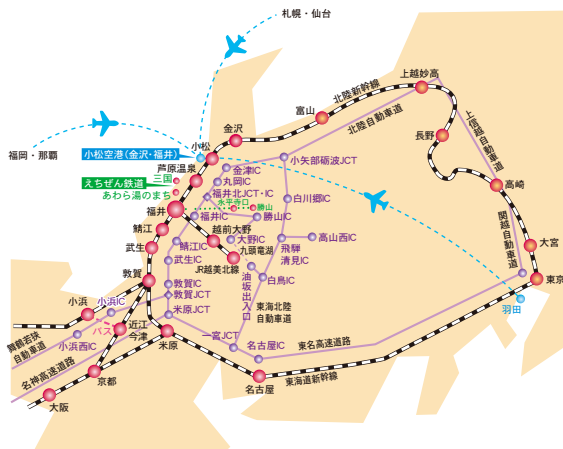 札幌・仙台
上越妙高
北陸新幹線
富山
北陸自動車道
金沢
上信越自動車道
長野
福岡・那覇
小松
小松空港(金沢・福井)
小矢部砺波JCT
芦原温泉
金津IC
三国
えちぜん鉄道
丸岡IC
高崎
あわら湯のまち
福井北JCT・IC
白川郷IC
永平寺口
勝山
福井
福井IC
勝山IC
関越自動車道
鯖江
越前大野
大野IC
高山西IC
大宮
武生
鯖江IC
九頭竜湖
飛騨
清見IC
武生IC
JR越美北線
東京
敦賀
油坂出入口
白鳥IC
敦賀IC
敦賀JCT
小浜
小浜IC
羽田
米原JCT
東海北陸
自動車道
バス
近江
今津
舞鶴若狭
自動車道
小浜西IC
米原
一宮JCT
東名高速道路
名古屋IC
名神高速道路
京都
東海道新幹線
名古屋
大阪